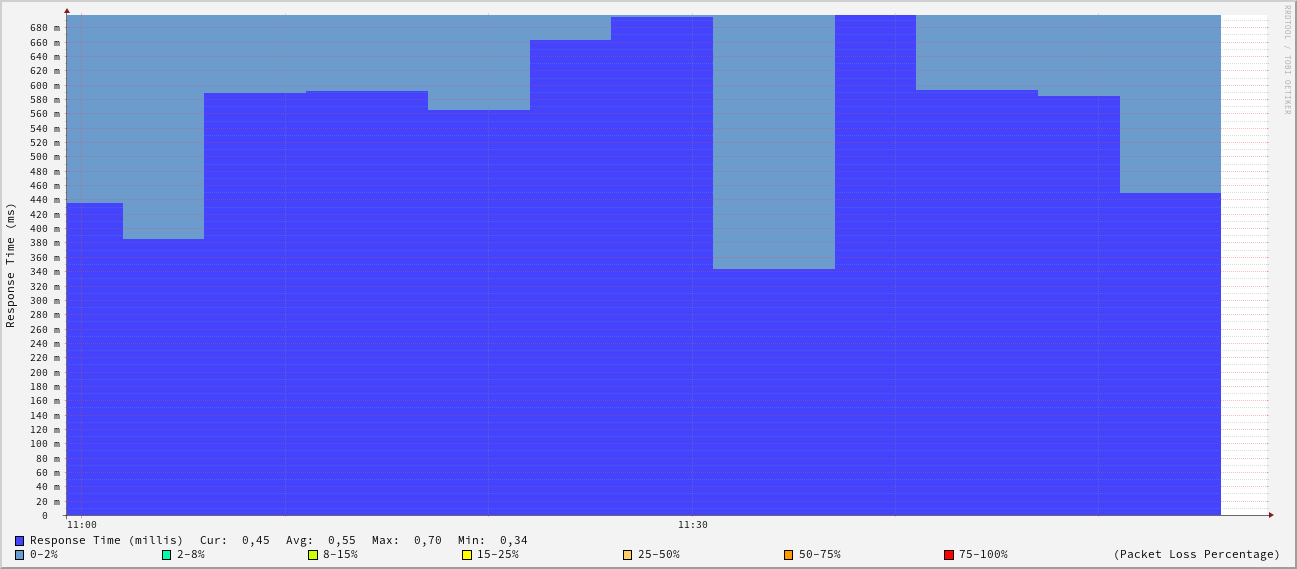 RRDTOOL / TOBI OETIKER
Response Time (ms)
680 m
660 m
640 m
620 m
600 m
580 m
560 m
540 m
520 m
500 m
480 m
460 m
440 m
420 m
400 m
380 m
360 m
340 m
320 m
300 m
280 m
260 m
240 m
220 m
200 m
180 m
160 m
140 m
120 m
100 m
80 m
60 m
40 m
20 m
0
11:00 11:30
Response Time (millis) Cur: 0,45 Avg: 0,55 Max: 0,70 Min: 0,34
0-2% 2-8% 8-15% 15-25% 25-50% 50-75% 75-100% (Packet Loss Percentage)